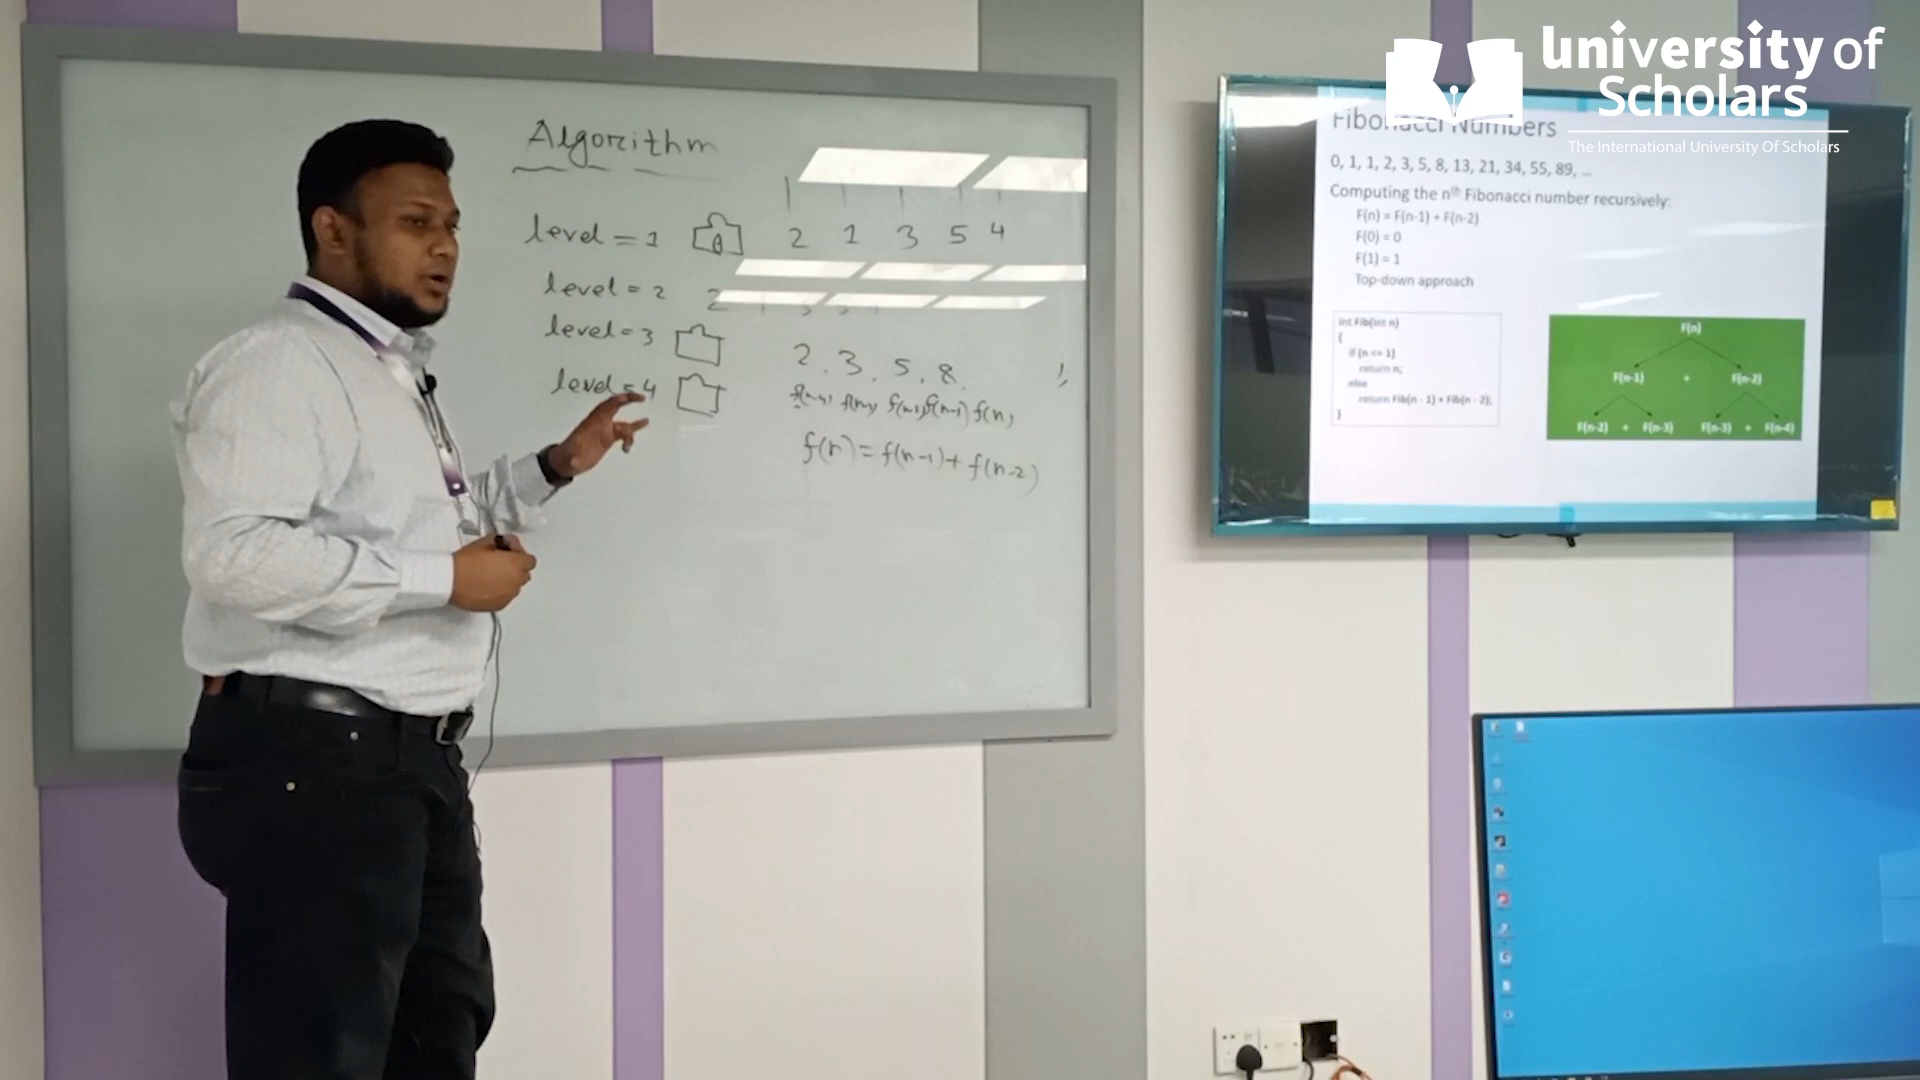 Algorithm
level = 1
2 1 3 5 4
level = 2 2
level = 3
2, 3, 5, 8,
level = 4
f(n)
f(n) = f(n-1) + f(n-2)
University of
Scholars
The International University Of Scholars
Fibonacci Numbers
0, 1, 1, 2, 3, 5, 8, 13, 21, 34, 55, 89, ...
Computing the nth Fibonacci number recursively:
F(n) = F(n-1) + F(n-2)
F(0) = 0
F(1) = 1
Top-down approach
int Fib(int n)
{
if (n <= 1)
return n;
else
return Fib(n - 1) + Fib(n - 2);
}
F(n)
F(n-1) + F(n-2)
F(n-2) + F(n-3) F(n-3) + F(n-4)